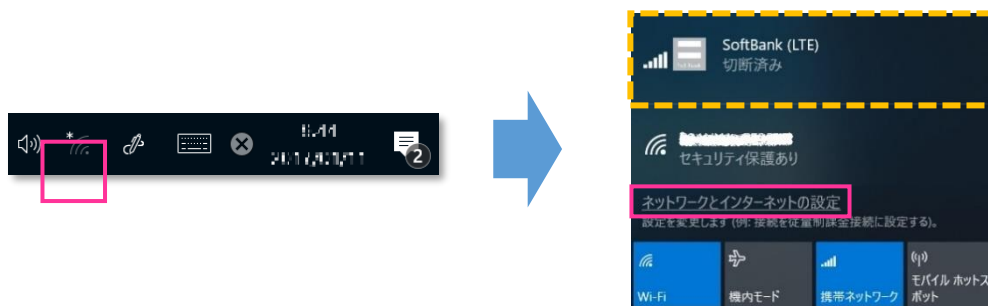 2
SoftBank (LTE)
切断済み
セキュリティ保護あり
ネットワークとインターネットの設定
設定を変更します (例: 接続を従量制課金接続に設定する)。
Wi-Fi
機内モード
携帯ネットワーク
モバイル ホットス
ポット